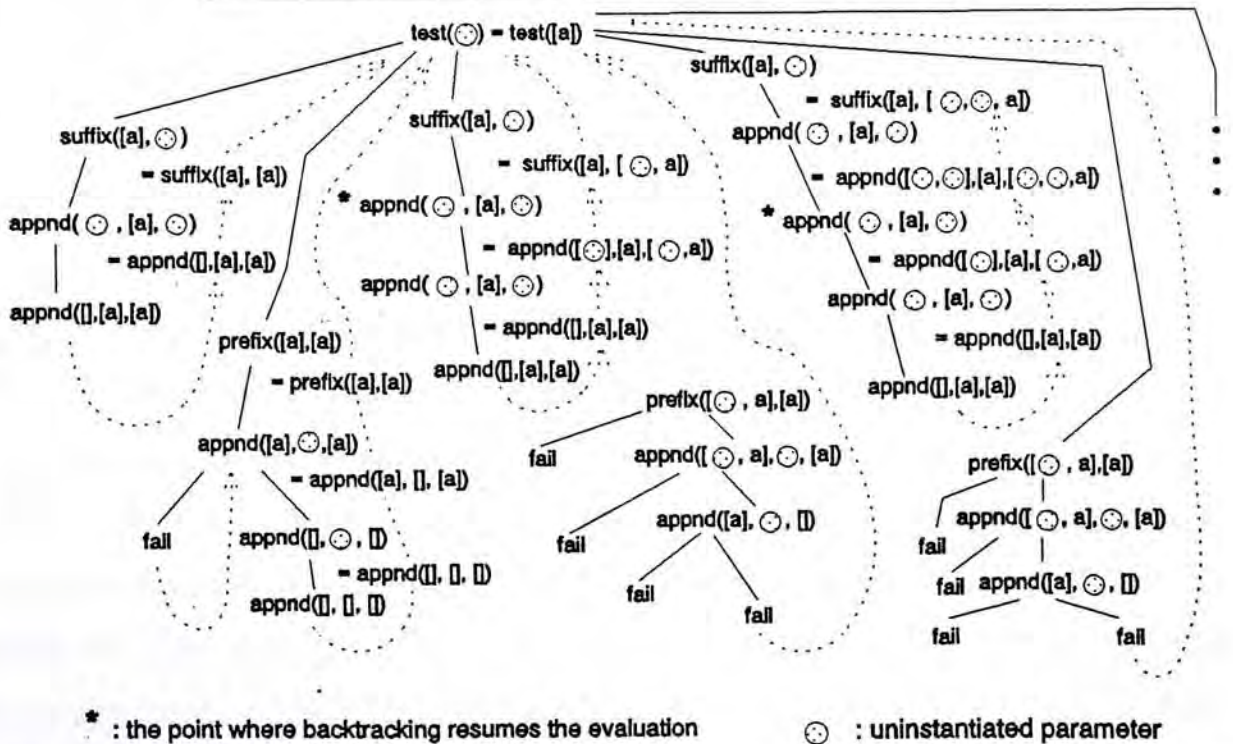 test(⊙) = test([a])
suffix([a], ⊙)
= suffix([a], [a])
appnd( ⊙ , [a], ⊙)
= appnd([],[a],[a])
appnd([],[a],[a])
prefix([a],[a])
= prefix([a],[a])
appnd([a],⊙,[a])
= appnd([a], [], [a])
fail
appnd([], ⊙, [])
= appnd([], [], [])
appnd([], [], [])
suffix([a], ⊙)
= suffix([a], [ ⊙, a])
* appnd( ⊙ , [a], ⊙)
= appnd([⊙],[a],[ ⊙,a])
appnd( ⊙ , [a], ⊙)
= appnd([],[a],[a])
appnd([],[a],[a])
prefix([⊙ , a],[a])
fail
appnd([ ⊙, a], ⊙, [a])
fail
appnd([a], ⊙, [])
fail
fail
suffix([a], ⊙)
= suffix([a], [ ⊙,⊙, a])
appnd( ⊙ , [a], ⊙)
= appnd([⊙,⊙],[a],[⊙,⊙,a])
* appnd( ⊙ , [a], ⊙)
= appnd([⊙],[a],[ ⊙,a])
appnd( ⊙ , [a], ⊙)
= appnd([],[a],[a])
appnd([],[a],[a])
prefix([⊙ , a],[a])
fail
appnd([ ⊙, a],⊙, [a])
fail
appnd([a], ⊙, [])
fail
fail
* : the point where backtracking resumes the evaluation
⊙ : uninstantiated parameter